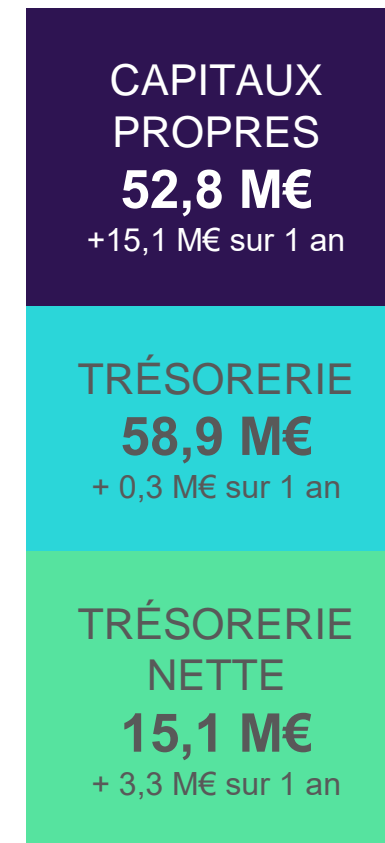 CAPITAUX
PROPRES
52,8 M€
+15,1 M€ sur 1 an
TRÉSORERIE
58,9 M€
+ 0,3 M€ sur 1 an
TRÉSORERIE
NETTE
15,1 M€
+ 3,3 M€ sur 1 an